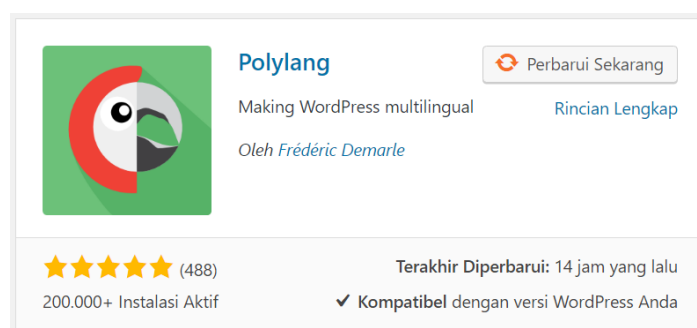 Polylang
Perbarui Sekarang
Making WordPress multilingual
Rincian Lengkap
Oleh Frédéric Demarle
(488)
Terakhir Diperbarui: 14 jam yang lalu
200.000+ Instalasi Aktif
✔ Kompatibel dengan versi WordPress Anda